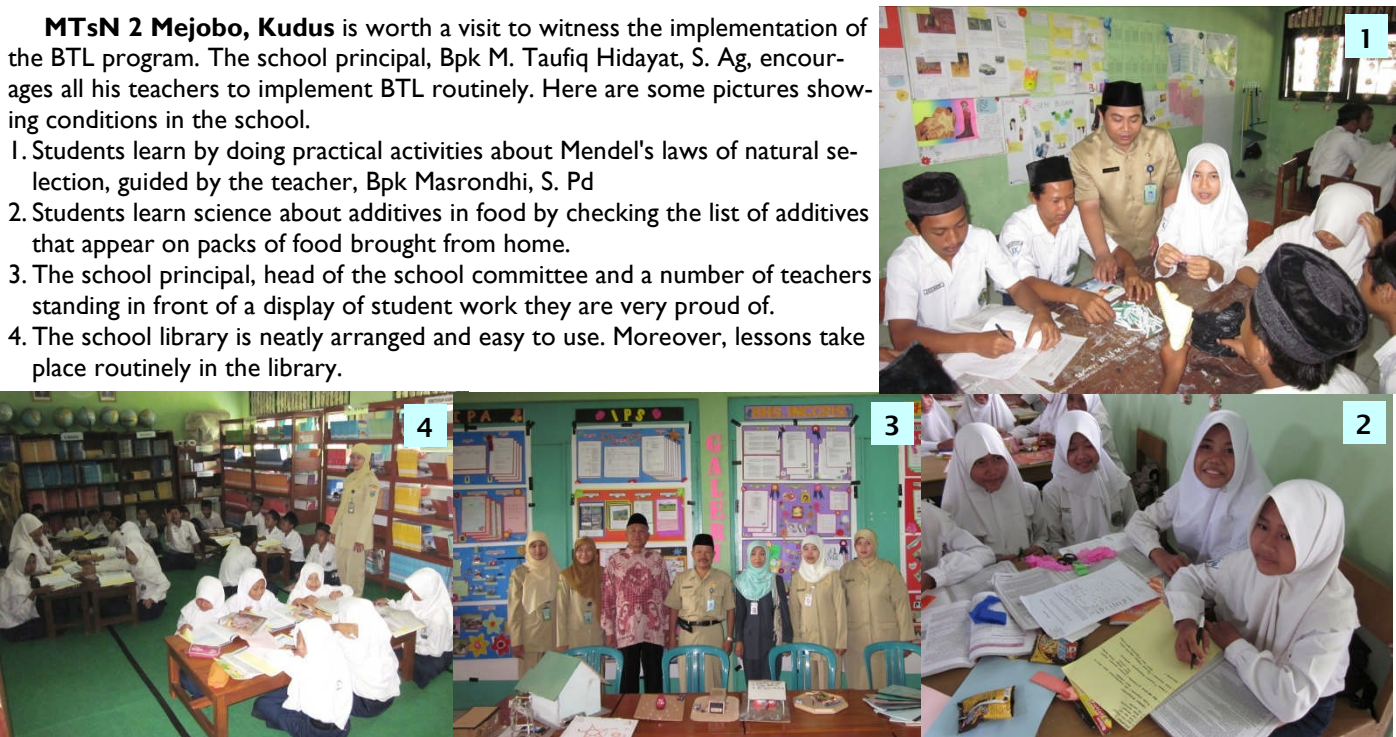 MTsN 2 Mejobo, Kudus is worth a visit to witness the implementation of
the BTL program. The school principal, Bpk M. Taufiq Hidayat, S. Ag, encour-
ages all his teachers to implement BTL routinely. Here are some pictures show-
ing conditions in the school.
1. Students learn by doing practical activities about Mendel's laws of natural se-
lection, guided by the teacher, Bpk Masrondhi, S. Pd
2. Students learn science about additives in food by checking the list of additives
that appear on packs of food brought from home.
3. The school principal, head of the school committee and a number of teachers
standing in front of a display of student work they are very proud of.
4. The school library is neatly arranged and easy to use. Moreover, lessons take
place routinely in the library.
1
SENI BUDAYA
4
3
IPA
IPS
BHS INGGRIS
GALERI
2